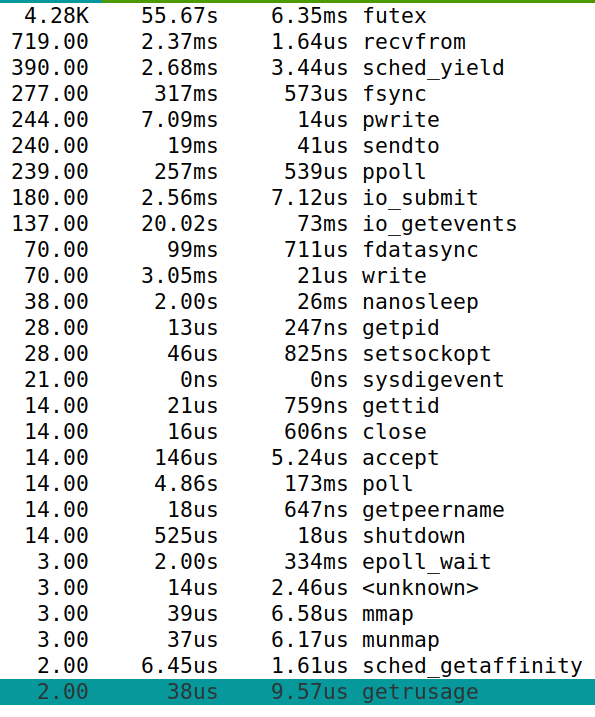 4.28K 55.67s 6.35ms futex
719.00 2.37ms 1.64us recvfrom
390.00 2.68ms 3.44us sched_yield
277.00 317ms 573us fsync
244.00 7.09ms 14us pwrite
240.00 19ms 41us sendto
239.00 257ms 539us ppoll
180.00 2.56ms 7.12us io_submit
137.00 20.02s 73ms io_getevents
70.00 99ms 711us fdatasync
70.00 3.05ms 21us write
38.00 2.00s 26ms nanosleep
28.00 13us 247ns getpid
28.00 46us 825ns setsockopt
21.00 0ns 0ns sysdigevent
14.00 21us 759ns gettid
14.00 16us 606ns close
14.00 146us 5.24us accept
14.00 4.86s 173ms poll
14.00 18us 647ns getpeername
14.00 525us 18us shutdown
3.00 2.00s 334ms epoll_wait
3.00 14us 2.46us <unknown>
3.00 39us 6.58us mmap
3.00 37us 6.17us munmap
2.00 6.45us 1.61us sched_getaffinity
2.00 38us 9.57us getrusage